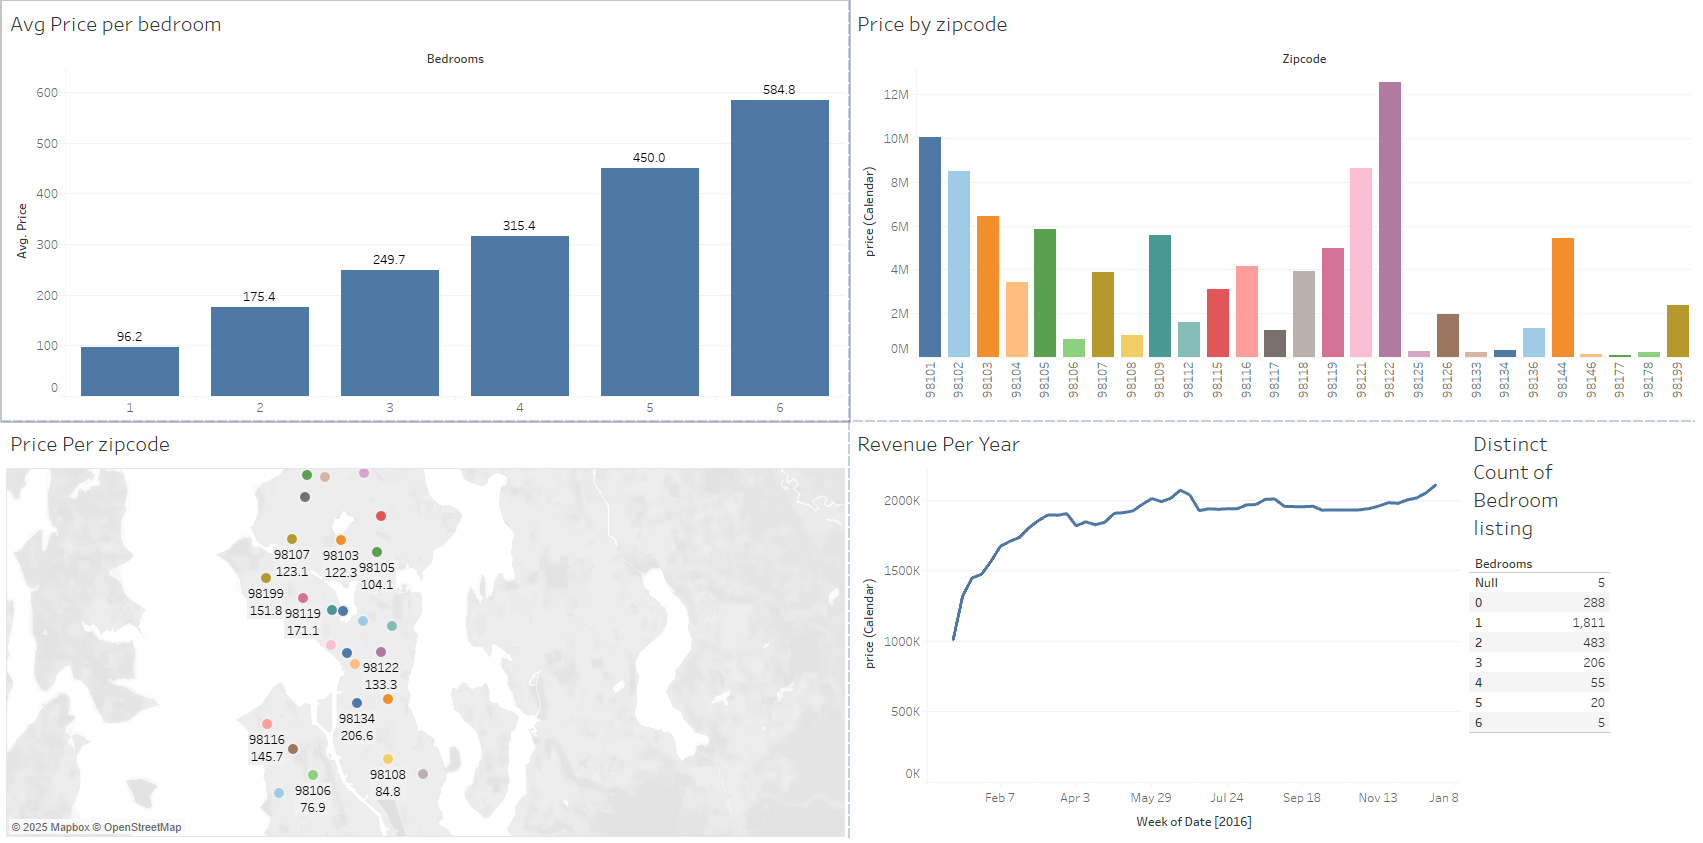 Avg Price per bedroom
Bedrooms
Avg. Price
600
500
400
300
200
100
0
96.2
175.4
249.7
315.4
450.0
584.8
1
2
3
4
5
6
Price by zipcode
Zipcode
price (Calendar)
12M
10M
8M
6M
4M
2M
0M
98101
98102
98103
98104
98105
98106
98107
98108
98109
98112
98115
98116
98117
98118
98119
98121
98122
98125
98126
98133
98134
98136
98144
98146
98177
98178
98199
Price Per zipcode
98107
123.1
98103
122.3
98105
104.1
98199
151.8
98119
171.1
98122
133.3
98134
206.6
98116
145.7
98108
84.8
98106
76.9
© 2025 Mapbox © OpenStreetMap
Revenue Per Year
price (Calendar)
2000K
1500K
1000K
500K
0K
Feb 7
Apr 3
May 29
Jul 24
Sep 18
Nov 13
Jan 8
Week of Date [2016]
Distinct
Count of
Bedroom
listing
Bedrooms
Null 5
0 288
1 1,811
2 483
3 206
4 55
5 20
6 5